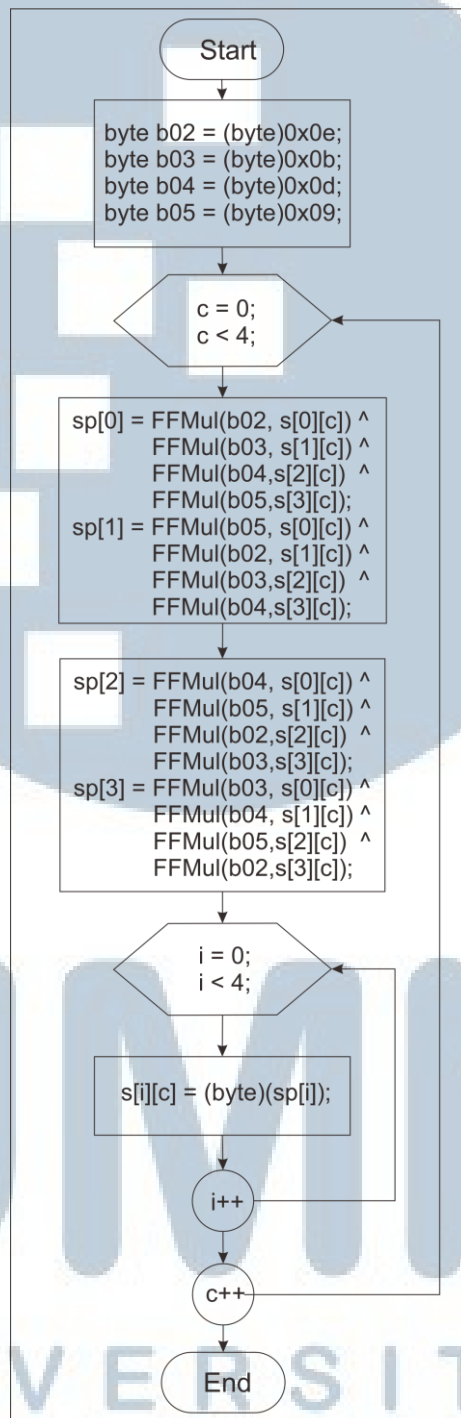 Start
byte b02 = (byte)0x0e;
byte b03 = (byte)0x0b;
byte b04 = (byte)0x0d;
byte b05 = (byte)0x09;
c = 0;
c < 4;
sp[0] = FFMul(b02, s[0][c]) ^
FFMul(b03, s[1][c]) ^
FFMul(b04,s[2][c]) ^
FFMul(b05,s[3][c]);
sp[1] = FFMul(b05, s[0][c]) ^
FFMul(b02, s[1][c]) ^
FFMul(b03,s[2][c]) ^
FFMul(b04,s[3][c]);
sp[2] = FFMul(b04, s[0][c]) ^
FFMul(b05, s[1][c]) ^
FFMul(b02,s[2][c]) ^
FFMul(b03,s[3][c]);
sp[3] = FFMul(b03, s[0][c]) ^
FFMul(b04, s[1][c]) ^
FFMul(b05,s[2][c]) ^
FFMul(b02,s[3][c]);
i = 0;
i < 4;
s[i][c] = (byte)(sp[i]);
i++
c++
End